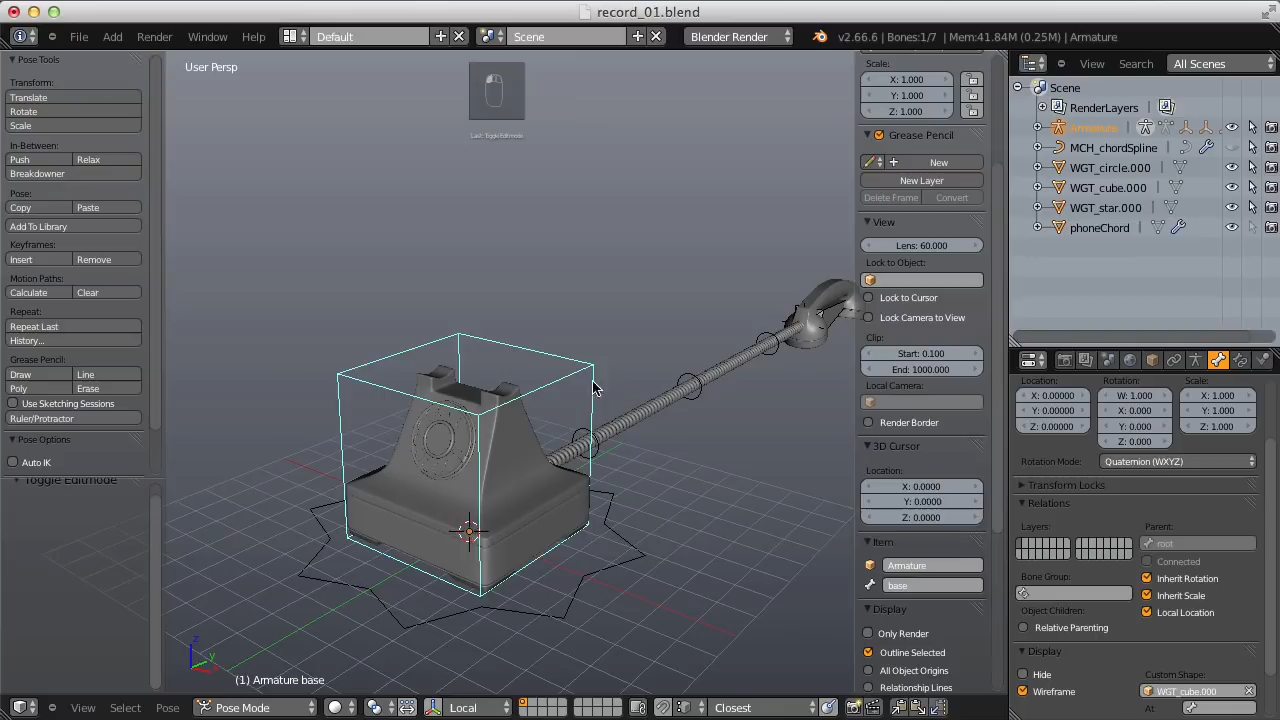 record_01.blend
File Add Render Window Help Default Scene Blender Render v2.66.6 | Bones:1/7 | Mem:41.84M (0.25M) | Armature
Pose Tools
Transform:
Translate
Rotate
Scale
In-Between:
Push Relax
Breakdowner
Pose:
Copy Paste
Add To Library
Keyframes:
Insert Remove
Motion Paths:
Calculate Clear
Repeat:
Repeat Last
History...
Grease Pencil:
Draw Line
Poly Erase
Use Sketching Sessions
Ruler/Protractor
Pose Options
Auto IK
Toggle Editmode
User Persp
Last: Toggle Editmode
z
y
x
(1) Armature base
Scale:
X: 1.000
Y: 1.000
Z: 1.000
Grease Pencil
New
New Layer
Delete Frame Convert
View
Lens: 60.000
Lock to Object:
Lock to Cursor
Lock Camera to View
Clip:
Start: 0.100
End: 1000.000
Local Camera:
Render Border
3D Cursor
Location:
X: 0.0000
Y: 0.0000
Z: 0.0000
Item
Armature
base
Display
Only Render
Outline Selected
All Object Origins
Relationship Lines
View Search All Scenes
Scene
RenderLayers
Armature
MCH_chordSpline
WGT_circle.000
WGT_cube.000
WGT_star.000
phoneChord
Location: Rotation: Scale:
X: 0.00000 W: 1.000 X: 1.000
Y: 0.00000 X: 0.000 Y: 1.000
Z: 0.00000 Y: 0.000 Z: 1.000
Z: 0.000
Rotation Mode: Quaternion (WXYZ)
Transform Locks
Relations
Layers: Parent:
root
Connected
Bone Group: Inherit Rotation
Inherit Scale
Object Children: Local Location
Relative Parenting
Display
Hide Custom Shape:
Wireframe WGT_cube.000
At
View Select Pose Pose Mode Local Closest